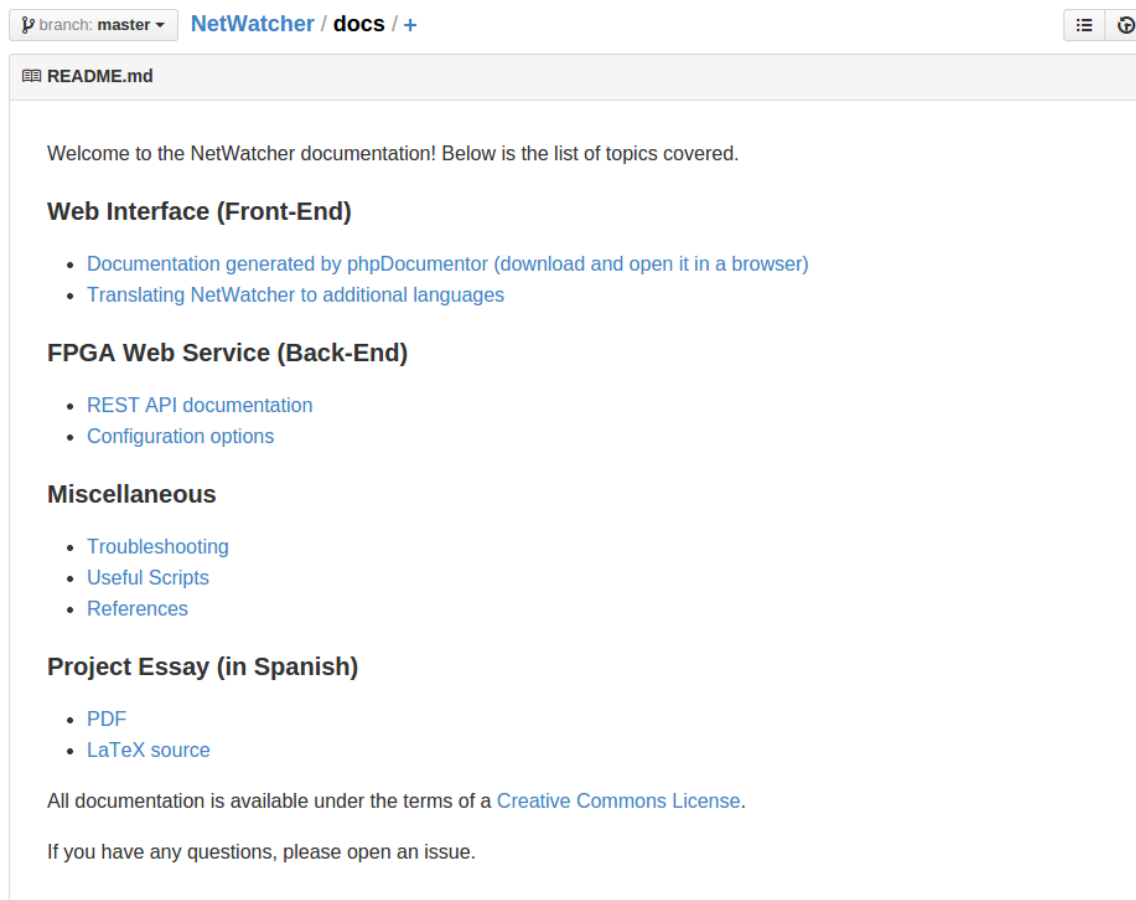 branch: master NetWatcher / docs / +
README.md
Welcome to the NetWatcher documentation! Below is the list of topics covered.
Web Interface (Front-End)
Documentation generated by phpDocumentor (download and open it in a browser)
Translating NetWatcher to additional languages
FPGA Web Service (Back-End)
REST API documentation
Configuration options
Miscellaneous
Troubleshooting
Useful Scripts
References
Project Essay (in Spanish)
PDF
LaTeX source
All documentation is available under the terms of a Creative Commons License.
If you have any questions, please open an issue.